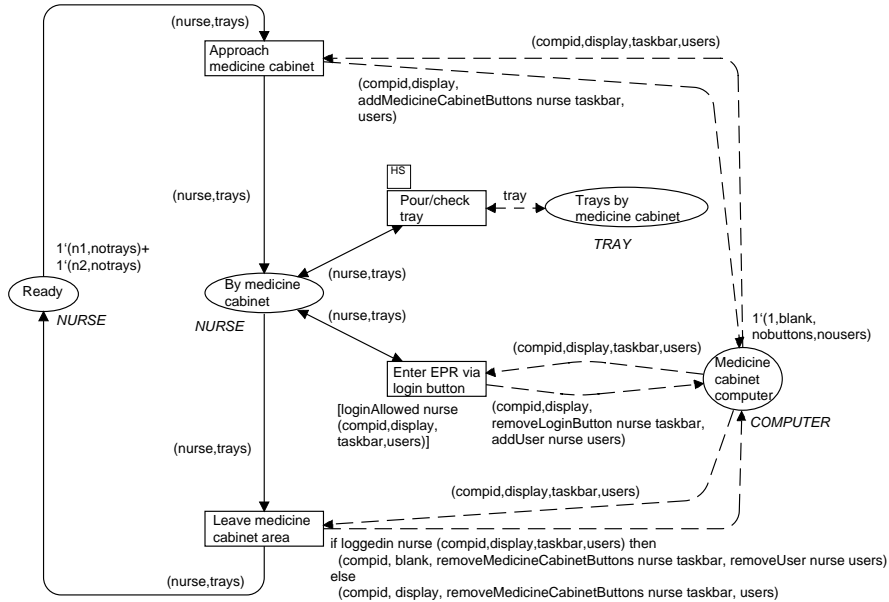 (nurse,trays)
Approach
medicine cabinet
(compid,display,taskbar,users)
(compid,display,
addMedicineCabinetButtons nurse taskbar,
users)
HS
(nurse,trays)
Pour/check
tray
tray
Trays by
medicine cabinet
TRAY
1‘(n1,notrays)+
1‘(n2,notrays)
(nurse,trays)
Ready
NURSE
By medicine
cabinet
NURSE
(nurse,trays)
1‘(1,blank,
nobuttons,nousers)
(compid,display,taskbar,users)
Enter EPR via
login button
Medicine
cabinet
computer
COMPUTER
[loginAllowed nurse
(compid,display,
taskbar,users)]
(compid,display,
removeLoginButton nurse taskbar,
addUser nurse users)
(nurse,trays)
(compid,display,taskbar,users)
Leave medicine
cabinet area
if loggedin nurse (compid,display,taskbar,users) then
(compid, blank, removeMedicineCabinetButtons nurse taskbar, removeUser nurse users)
else
(compid, display, removeMedicineCabinetButtons nurse taskbar, users)
(nurse,trays)